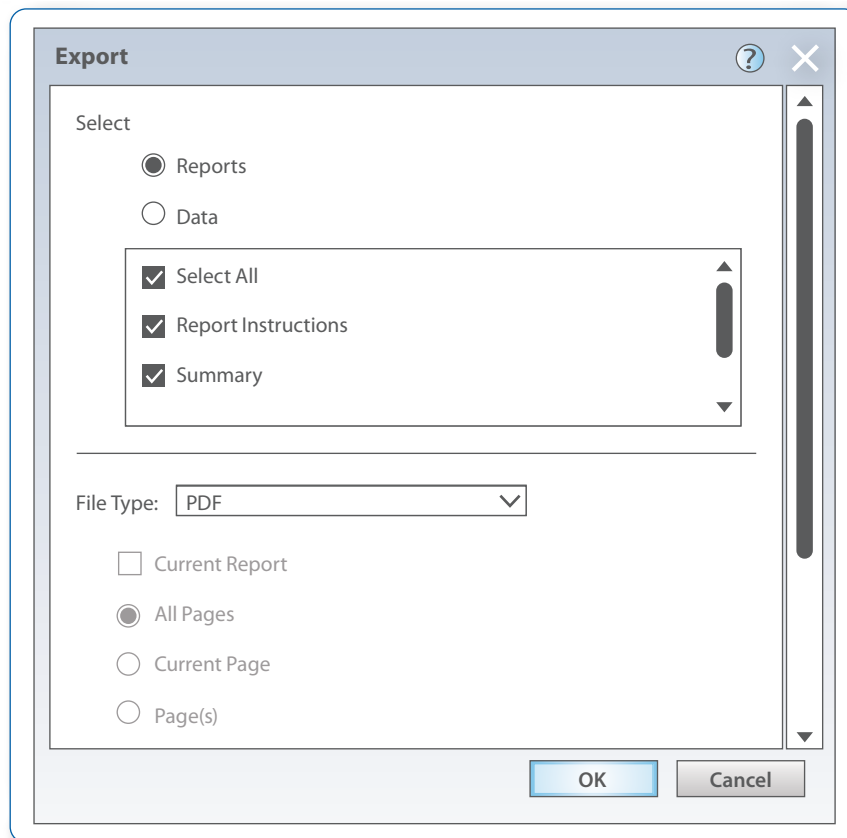 Export
?
Select
Reports
Data
Select All
Report Instructions
Summary
File Type: PDF
Current Report
All Pages
Current Page
Page(s)
OK Cancel